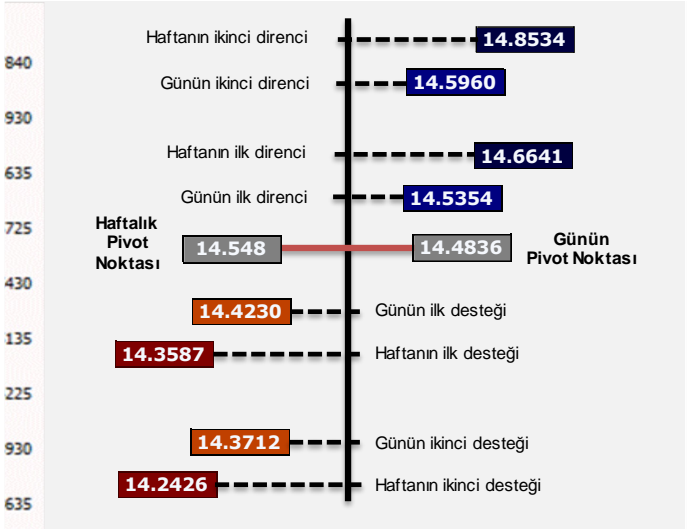 Haftanın ikinci direnci 14.8534
840
Günün ikinci direnci 14.5960
930
Haftanın ilk direnci 14.6641
635
Günün ilk direnci 14.5354
725
Haftalık
Pivot
Noktası
14.548 14.4836
Günün
Pivot Noktası
430
14.4230 Günün ilk desteği
135
14.3587 Haftanın ilk desteği
225
930
14.3712 Günün ikinci desteği
14.2426 Haftanın ikinci desteği
635